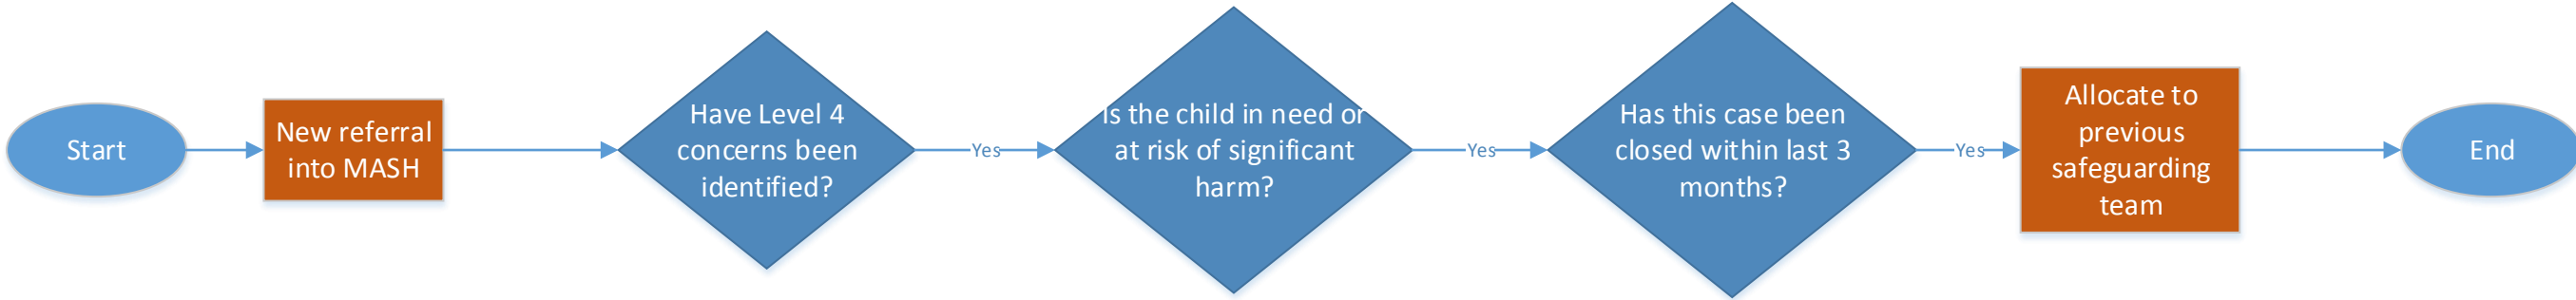 Start
New referral
into MASH
Have Level 4
concerns been
identified?
Yes
Is the child in need or
at risk of significant
harm?
Yes
Has this case been
closed within last 3
months?
Yes
Allocate to
previous
safeguarding
team
End